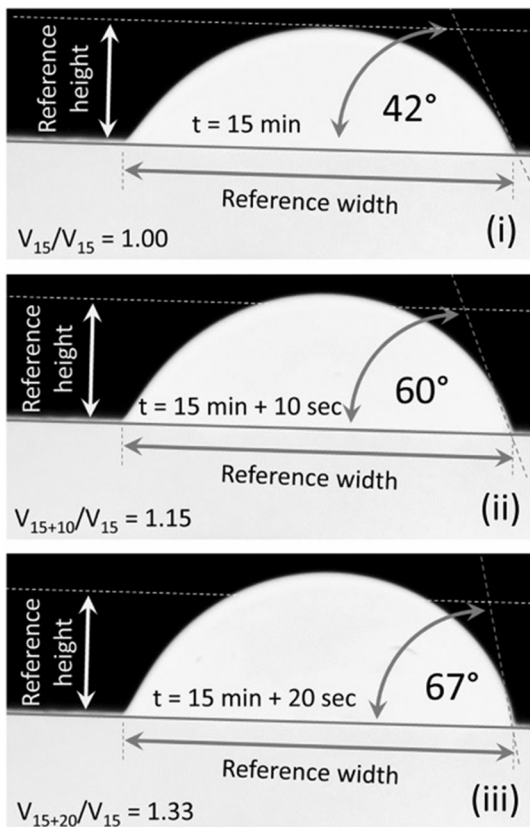 Reference
height
t = 15 min
42°
Reference width
V₁₅/V₁₅ = 1.00
(i)
Reference
height
t = 15 min + 10 sec
60°
Reference width
V₁₅₊₁₀/V₁₅ = 1.15
(ii)
Reference
height
t = 15 min + 20 sec
67°
Reference width
V₁₅₊₂₀/V₁₅ = 1.33
(iii)